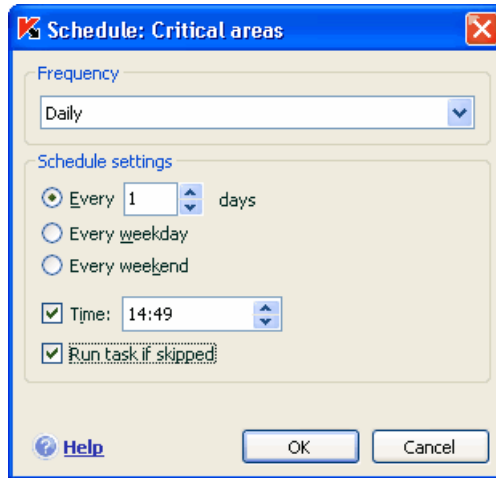 Schedule: Critical areas
Frequency
Daily
Schedule settings
Every 1 days
Every weekday
Every weekend
Time: 14:49
Run task if skipped
Help OK Cancel